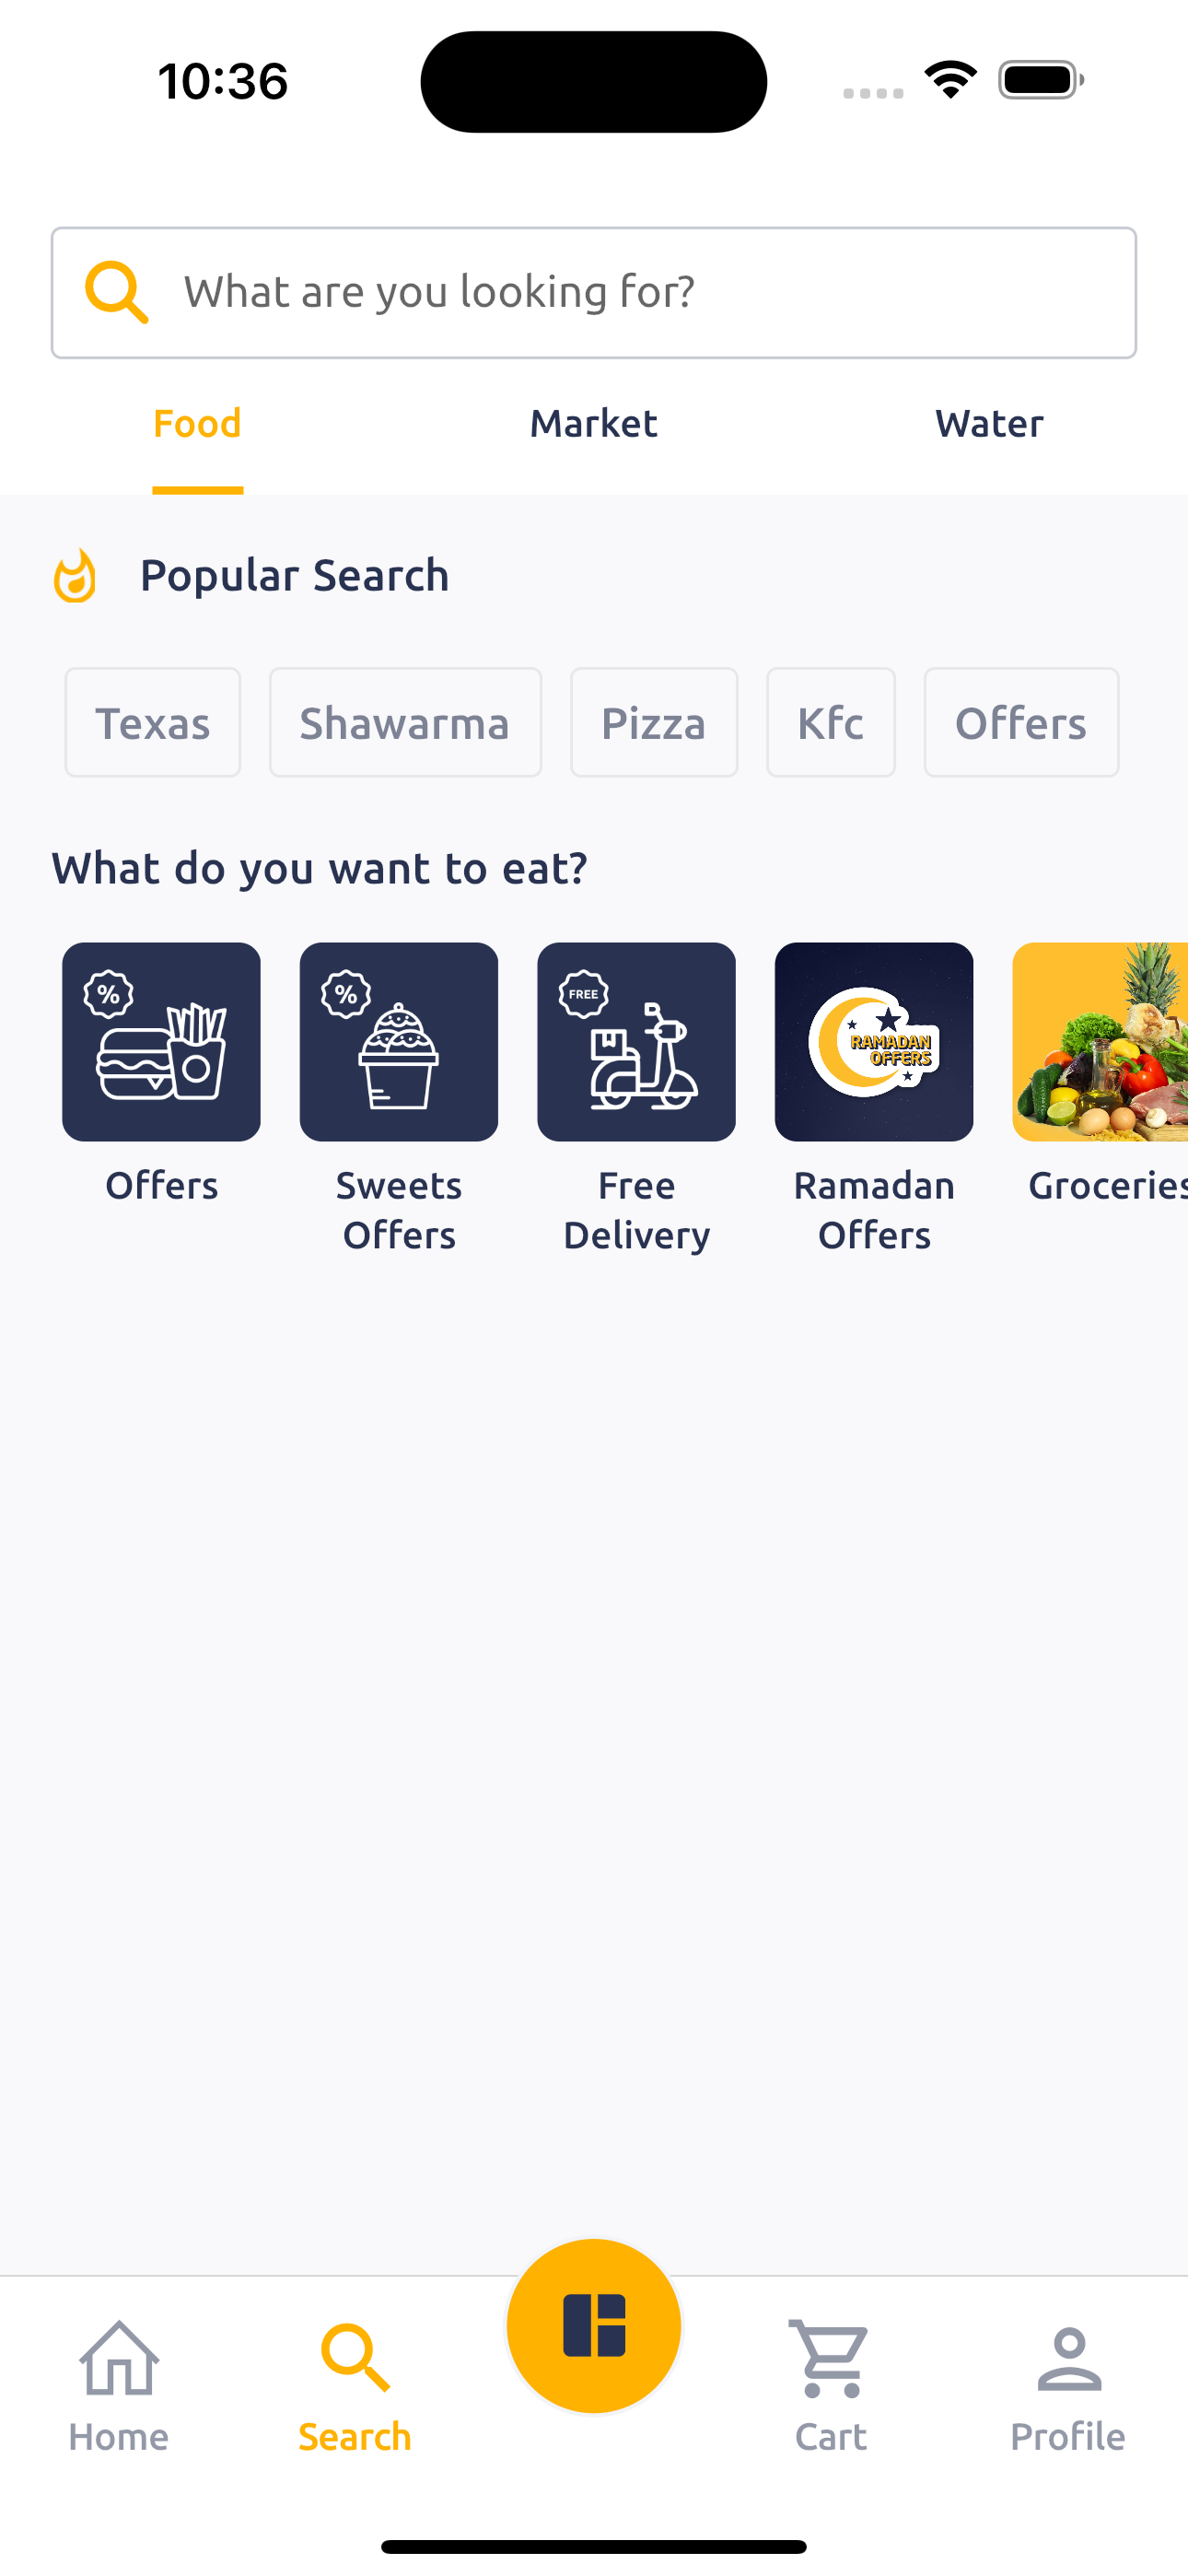 10:36
What are you looking for?
Food Market Water
Popular Search
Texas Shawarma Pizza Kfc Offers
What do you want to eat?
%
%
FREE
RAMADAN
OFFERS
Offers
Sweets
Offers
Free
Delivery
Ramadan
Offers
Groceries
Home Search Cart Profile